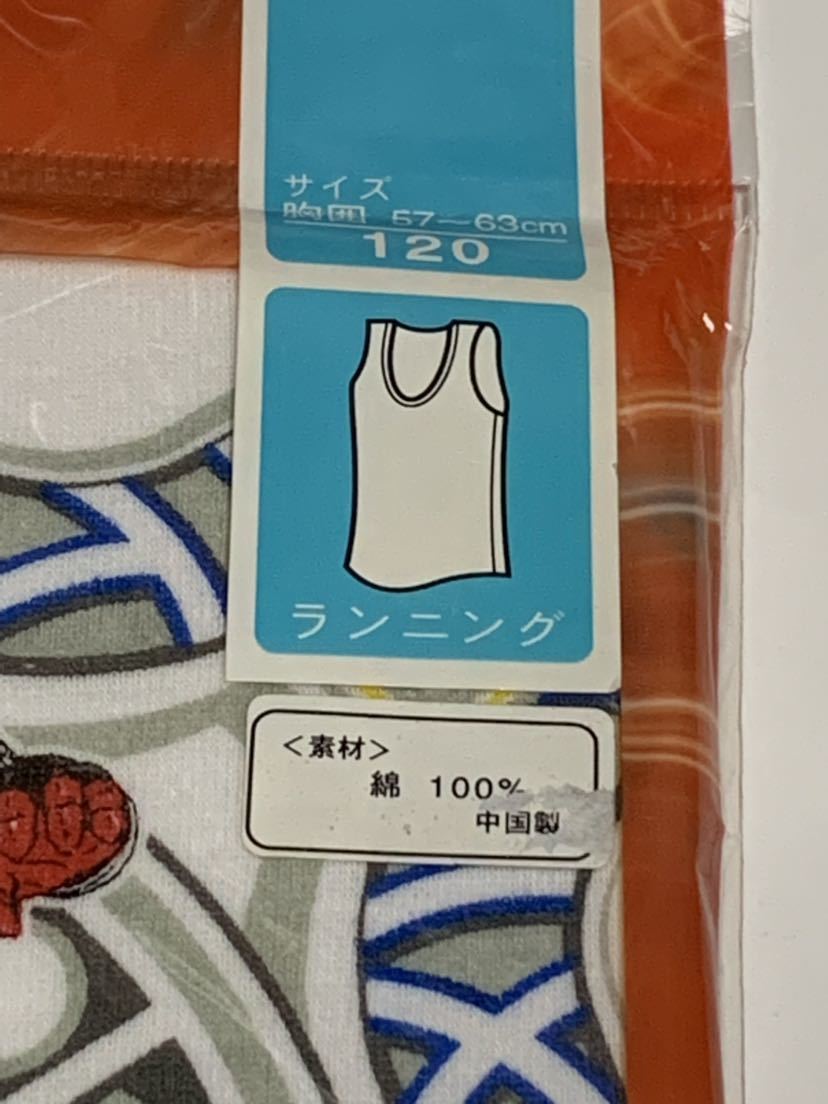 サイズ
胸囲 57—63cm
120
ランニング
<素材>
綿 100%
中国製